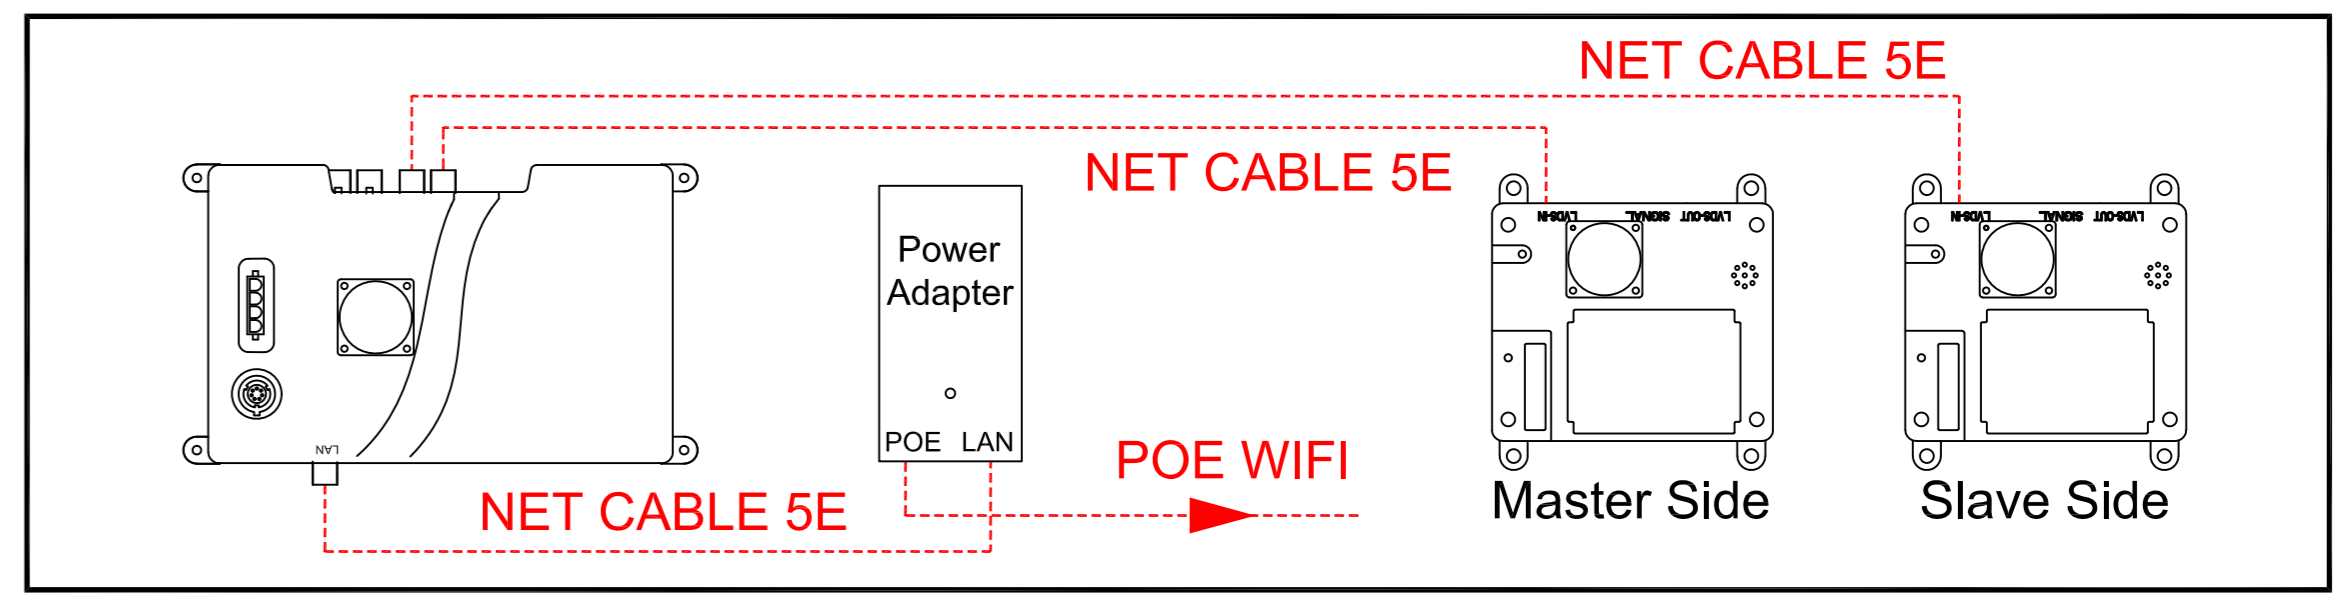 NET CABLE 5E
NET CABLE 5E
LVDS-IN SIGNAL LVDS-OUT
LVDS-IN SIGNAL LVDS-OUT
Power
Adapter
POE LAN
LAN
POE WIFI
NET CABLE 5E
Master Side
Slave Side